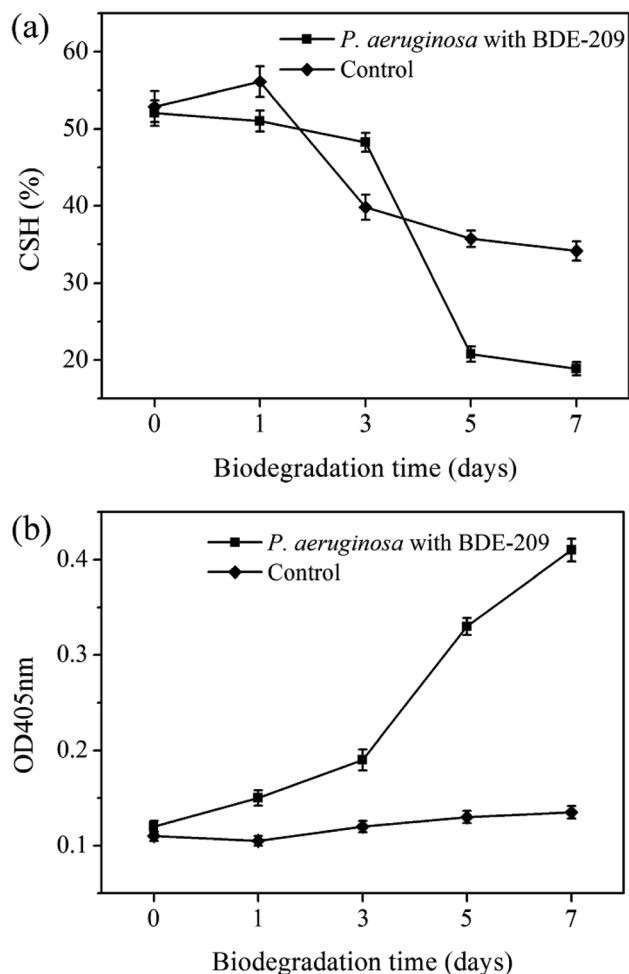 (a)
P. aeruginosa with BDE-209
Control
60
50
40
30
20
CSH (%)
0 1 3 5 7
Biodegradation time (days)
(b)
P. aeruginosa with BDE-209
Control
0.4
0.3
0.2
0.1
OD405nm
0 1 3 5 7
Biodegradation time (days)